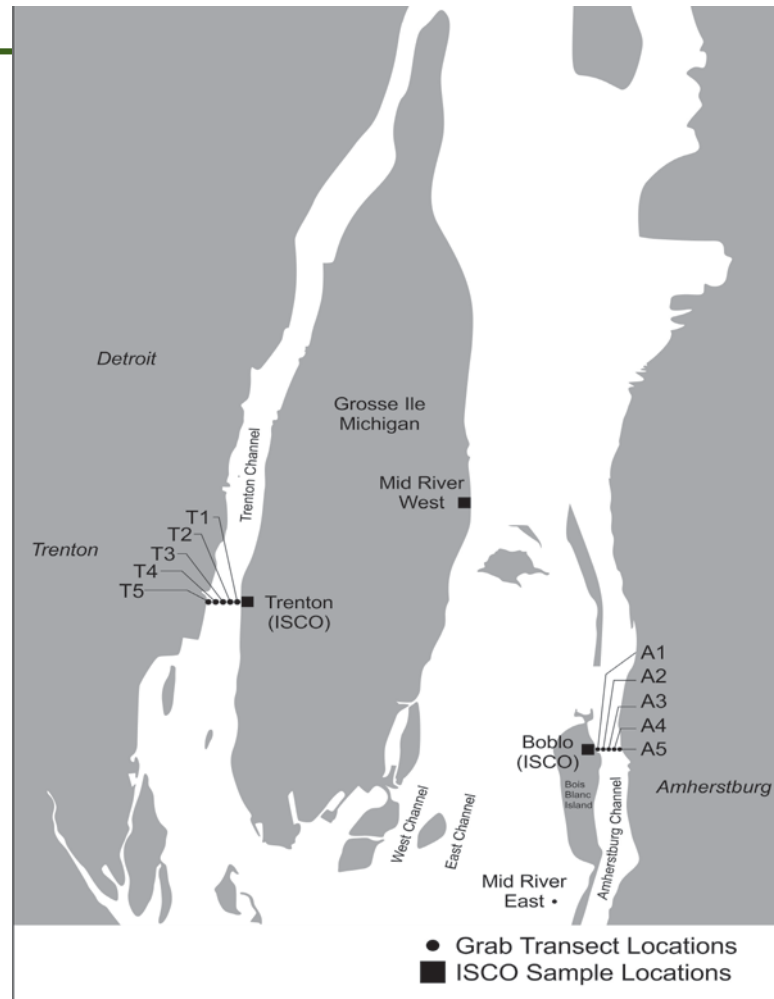 Detroit
Grosse Ile
Michigan
Trenton Channel
Mid River
West
T1
T2
T3
T4
T5
Trenton
Trenton
(ISCO)
A1
A2
A3
A4
A5
Boblo
(ISCO)
Bois
Blanc
Island
Amherstburg
Amherstburg Channel
West Channel
East Channel
Mid River
East
Grab Transect Locations
ISCO Sample Locations